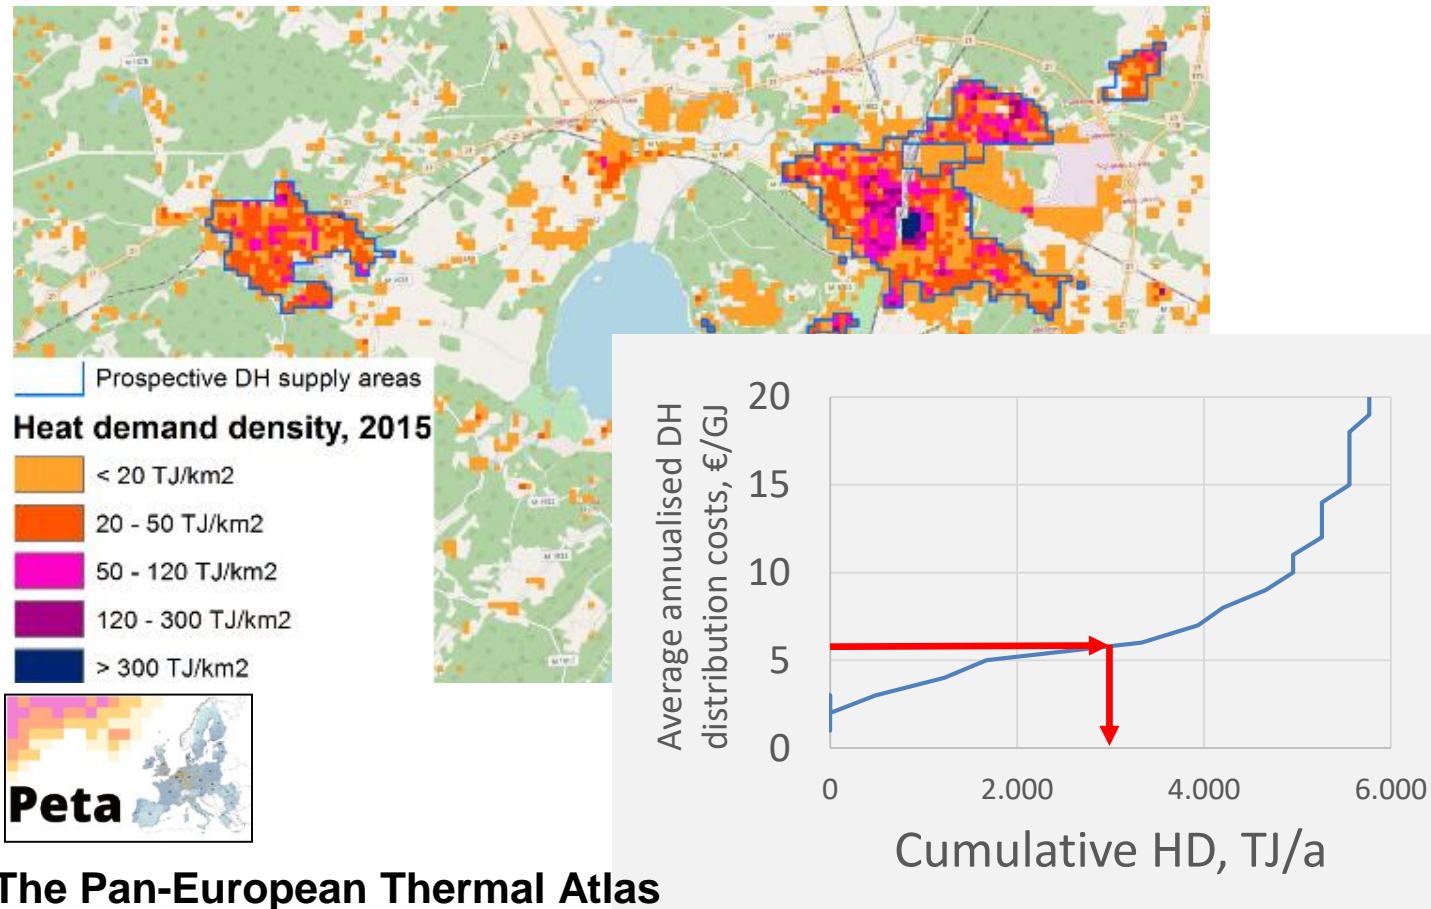 Prospective DH supply areas
Heat demand density, 2015
< 20 TJ/km2
20 - 50 TJ/km2
50 - 120 TJ/km2
120 - 300 TJ/km2
> 300 TJ/km2
Peta
The Pan-European Thermal Atlas
Average annualised DH
distribution costs, €/GJ
20
15
10
5
0
0
2.000
4.000
6.000
Cumulative HD, TJ/a